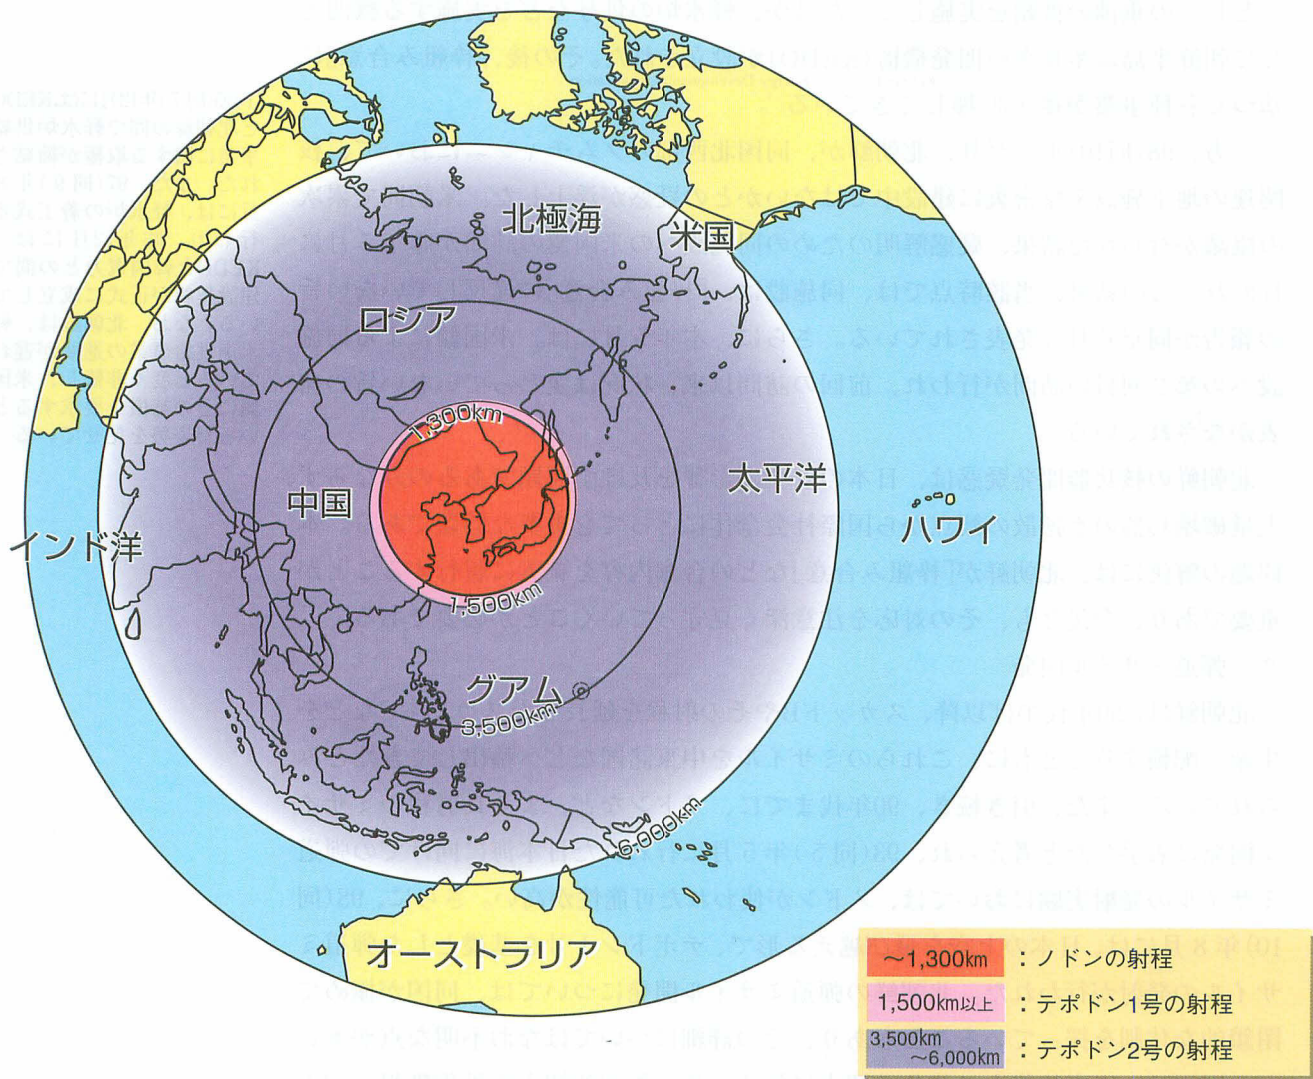 北極海
米国
ロシア
1,300km
中国
太平洋
ハワイ
インド洋
1,500km
グアム
3,500km
6,000km
オーストラリア
～1,300km：ノドンの射程
1,500km以上：テポドン1号の射程
3,500km
～6,000km：テポドン2号の射程